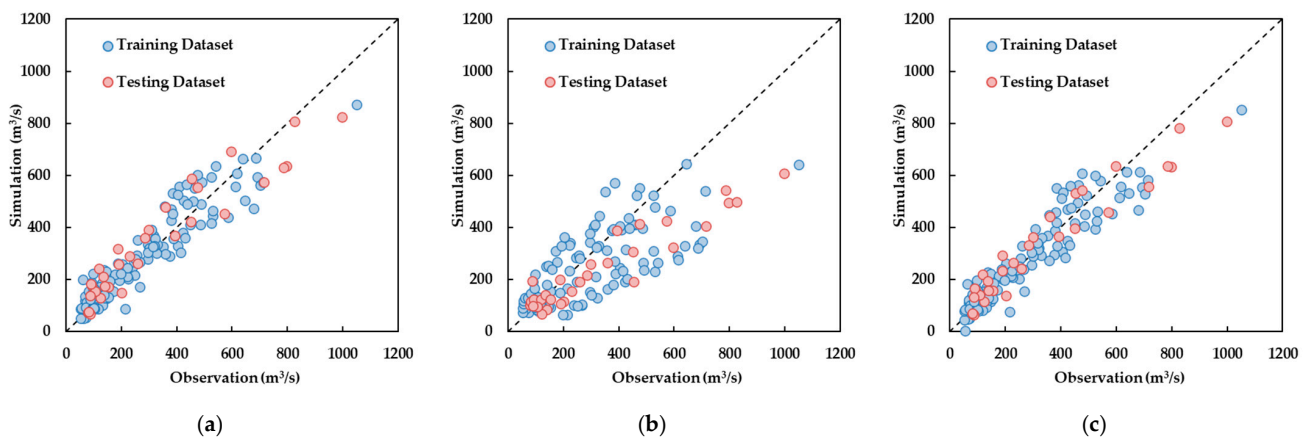 1200
1000
800
600
400
200
0
Simulation (m³/s)
Training Dataset
Testing Dataset
0 200 400 600 800 1000 1200
Observation (m³/s)
(a)
1200
1000
800
600
400
200
0
Simulation (m³/s)
Training Dataset
Testing Dataset
0 200 400 600 800 1000 1200
Observation (m³/s)
(b)
1200
1000
800
600
400
200
0
Simulation (m³/s)
Training Dataset
Testing Dataset
0 200 400 600 800 1000 1200
Observation (m³/s)
(c)